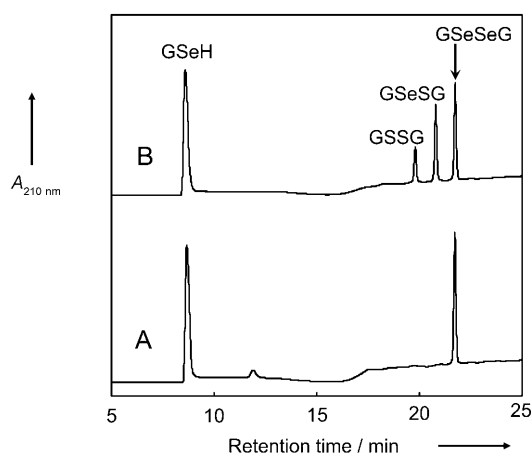 GSeSeG
GSeH
GSeSG
GSSG
B
A210 nm
A
5 10 15 20 25
Retention time / min